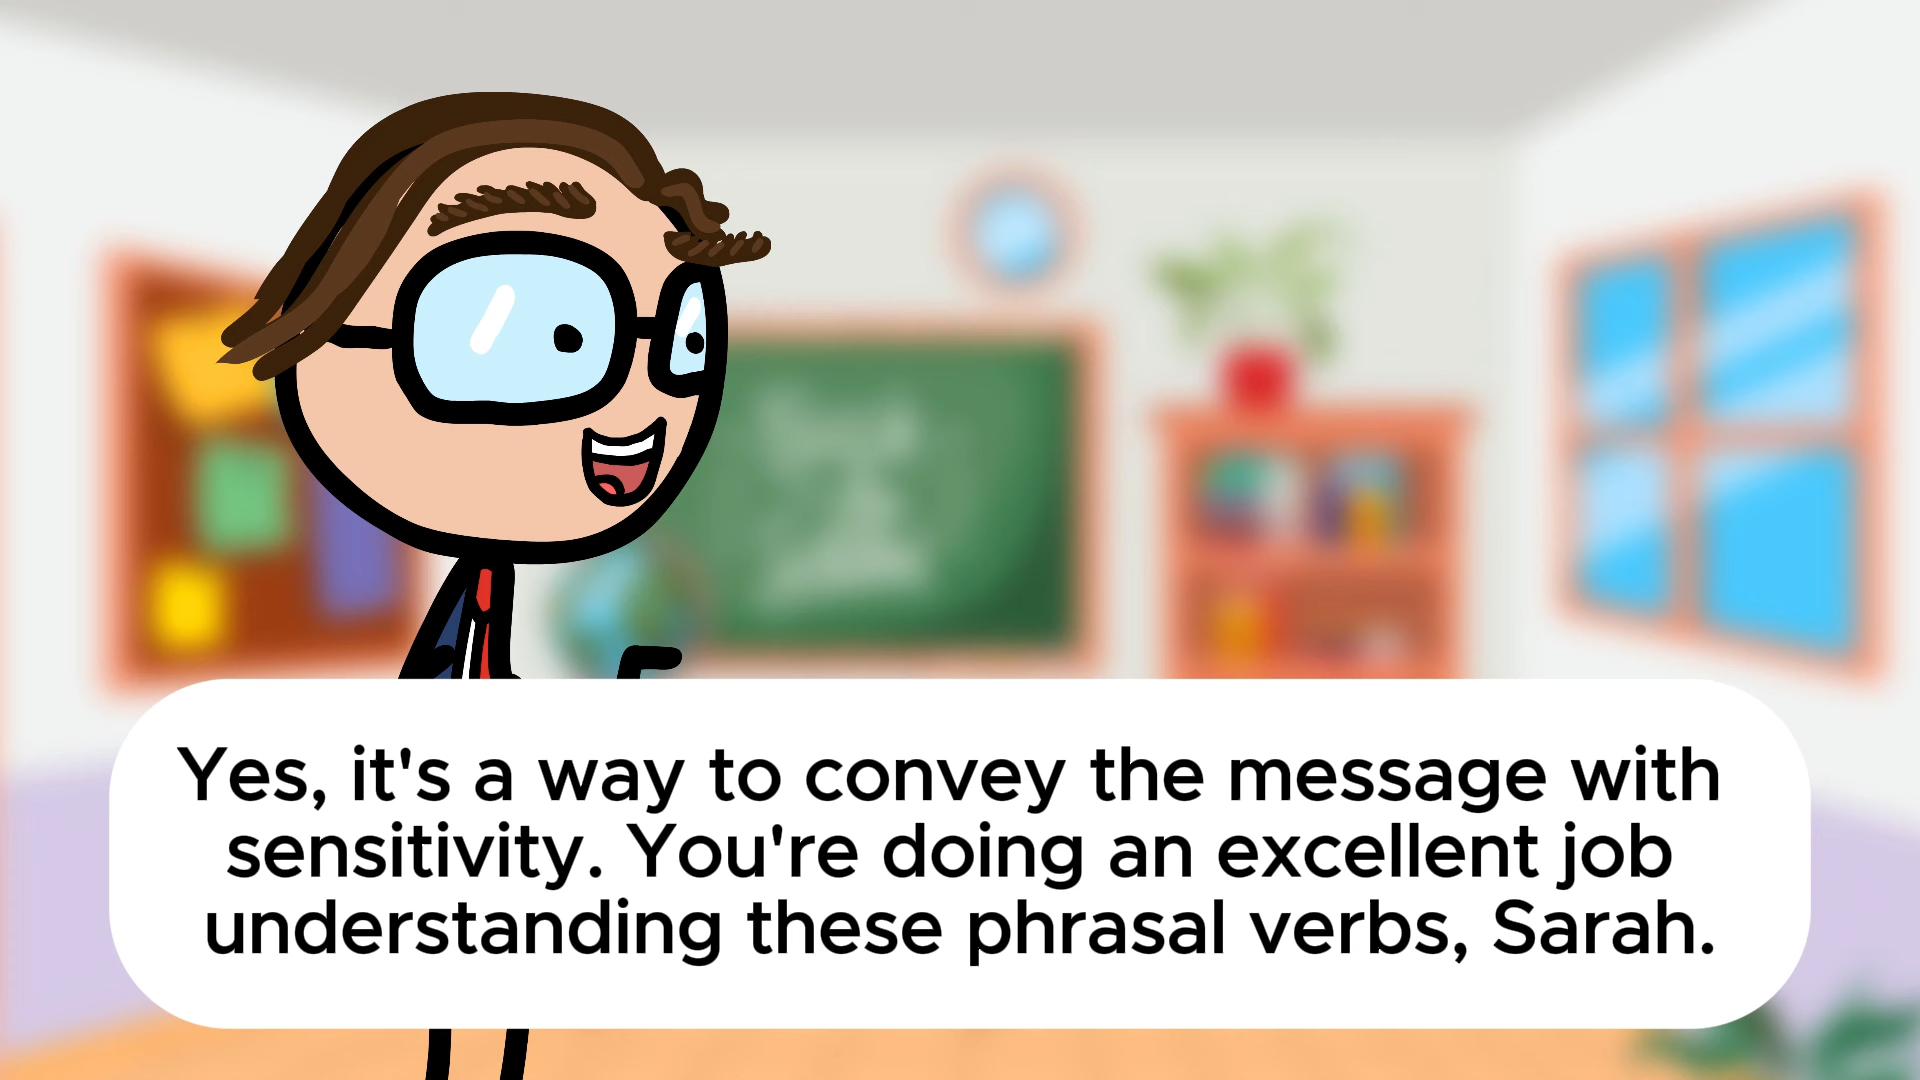 Yes, it's a way to convey the message with
sensitivity. You're doing an excellent job
understanding these phrasal verbs, Sarah.